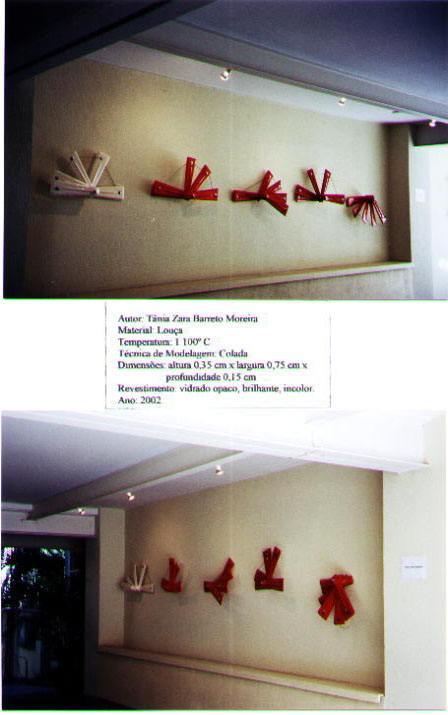 Autor: Tânia Zara Barreto Moreira
Material: Louça
Temperatura: 1 100º C
Técnica de Modelagem: Colada
Dimensões: altura 0,35 cm x largura 0,75 cm x
profundidade 0,15 cm
Revestimento: vidrado opaco, brilhante, incolor.
Ano: 2002